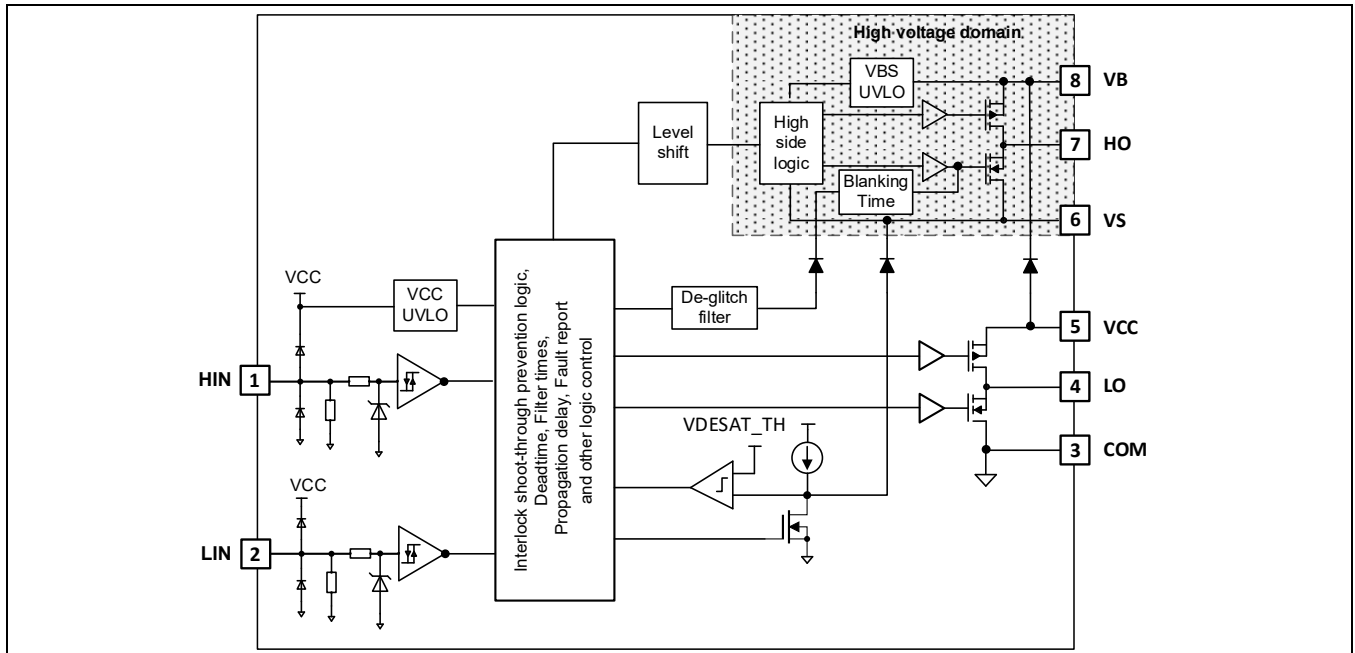 High voltage domain
VBS
UVLO
8 VB
Level
shift
High
side
logic
7 HO
Blanking
Time
6 VS
VCC
VCC
UVLO
De-glitch
filter
5 VCC
HIN 1
Interlock shoot-through prevention logic,
Deadtime, Filter times,
Propagation delay, Fault report
and other logic control
4 LO
VDESAT_TH
3 COM
VCC
LIN 2